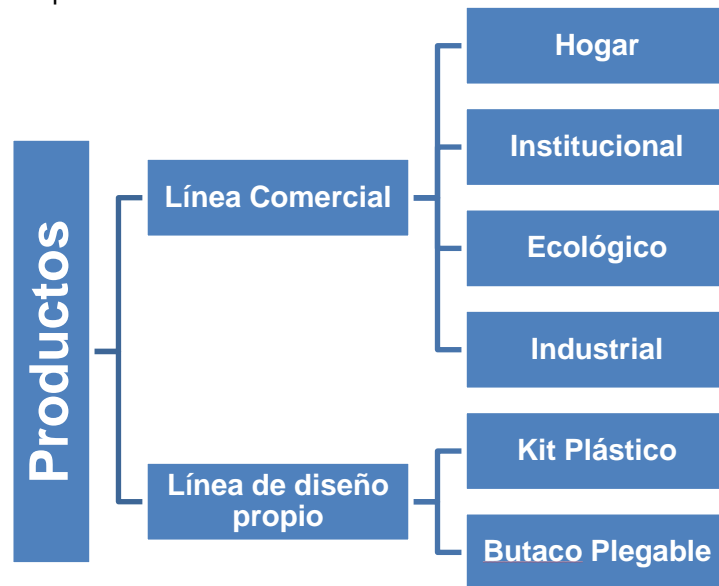 Productos
Línea Comercial
Hogar
Institucional
Ecológico
Industrial
Línea de diseño
propio
Kit Plástico
Butaco Plegable